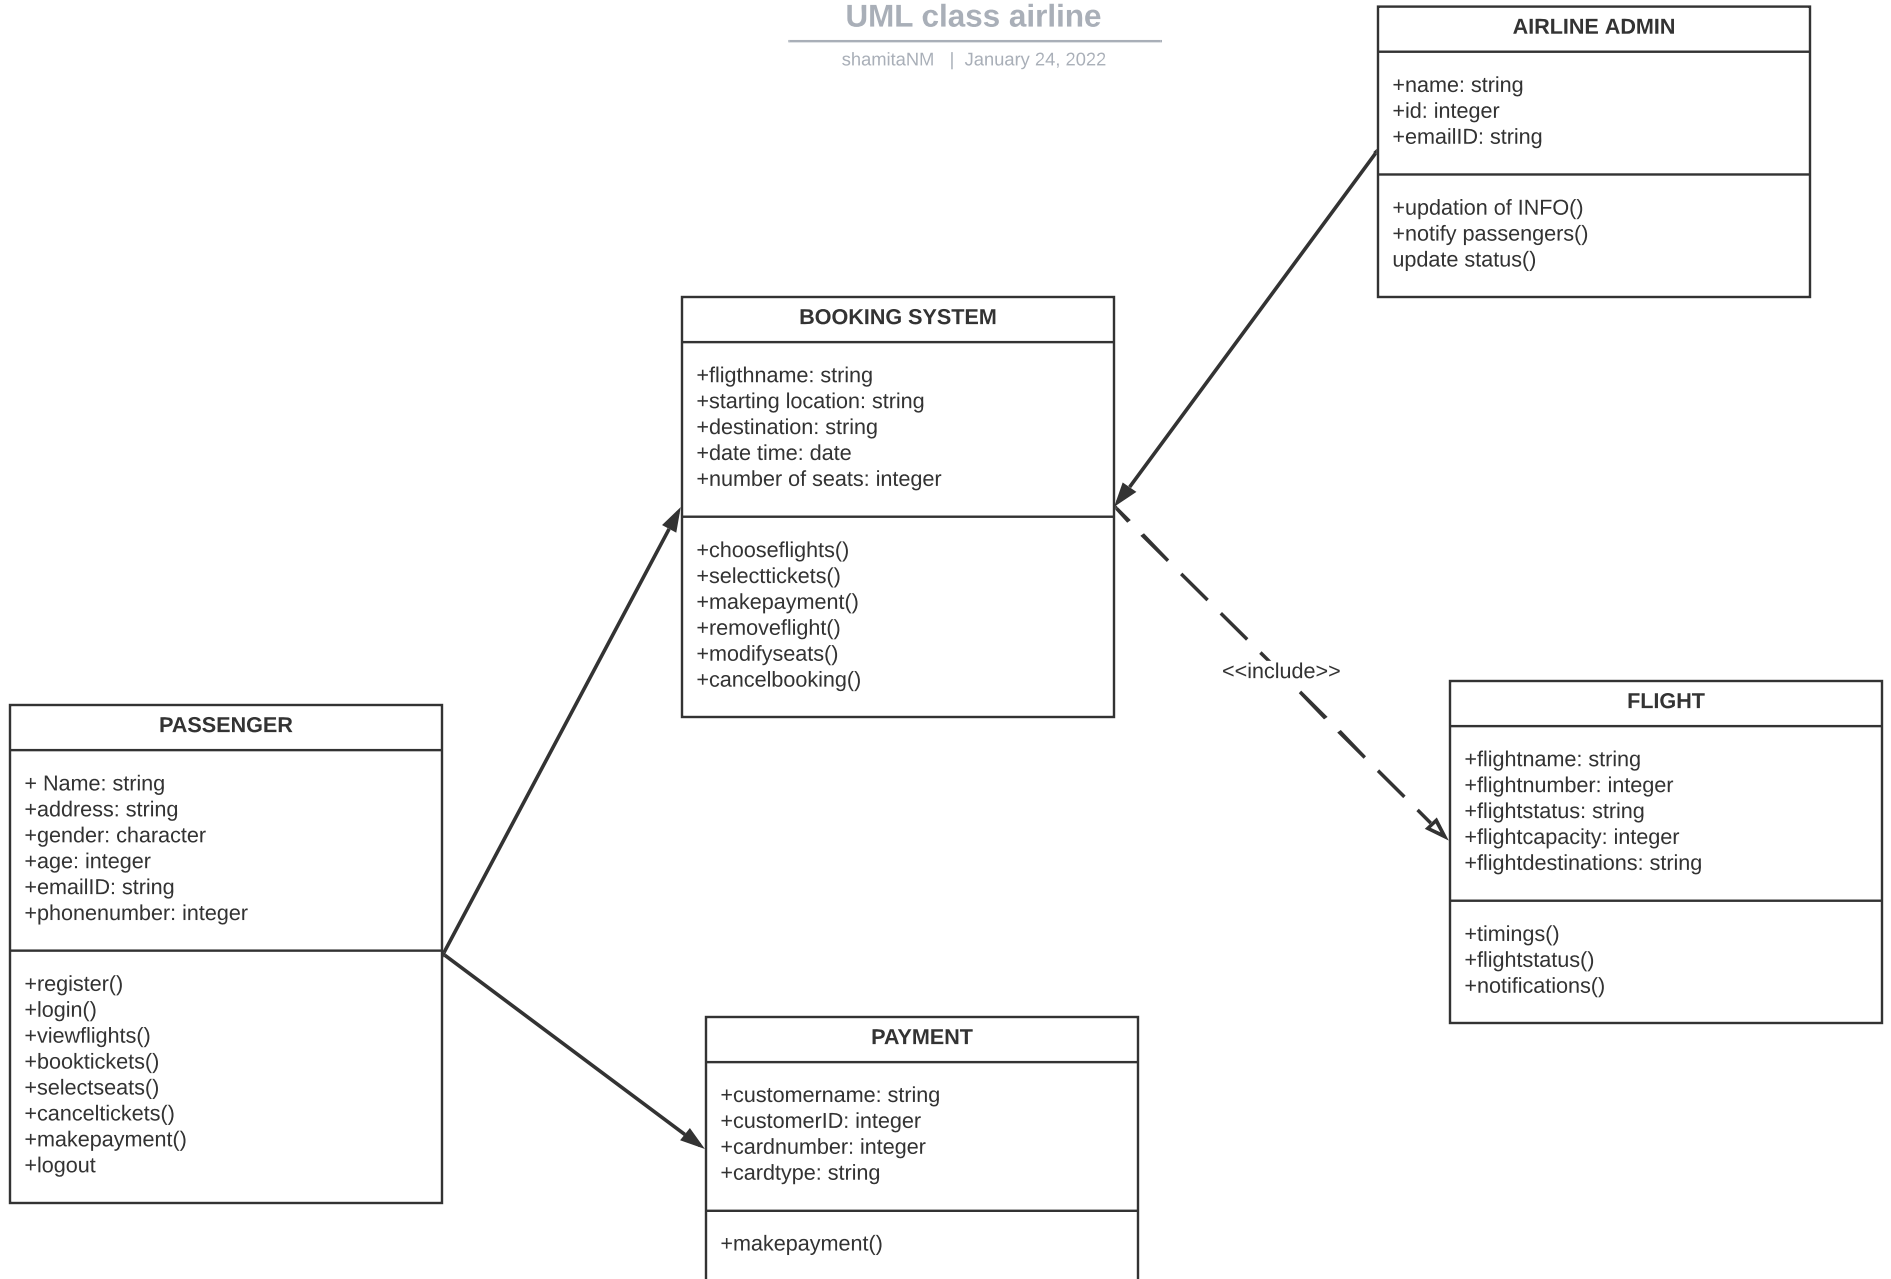 UML class airline
shamitaNM | January 24, 2022
AIRLINE ADMIN
+name: string
+id: integer
+emailID: string
+updation of INFO()
+notify passengers()
update status()
BOOKING SYSTEM
+fligthname: string
+starting location: string
+destination: string
+date time: date
+number of seats: integer
+chooseflights()
+selecttickets()
+makepayment()
+removeflight()
+modifyseats()
+cancelbooking()
<<include>>
FLIGHT
+flightname: string
+flightnumber: integer
+flightstatus: string
+flightcapacity: integer
+flightdestinations: string
+timings()
+flightstatus()
+notifications()
PASSENGER
+ Name: string
+address: string
+gender: character
+age: integer
+emailID: string
+phonenumber: integer
+register()
+login()
+viewflights()
+booktickets()
+selectseats()
+canceltickets()
+makepayment()
+logout
PAYMENT
+customername: string
+customerID: integer
+cardnumber: integer
+cardtype: string
+makepayment()